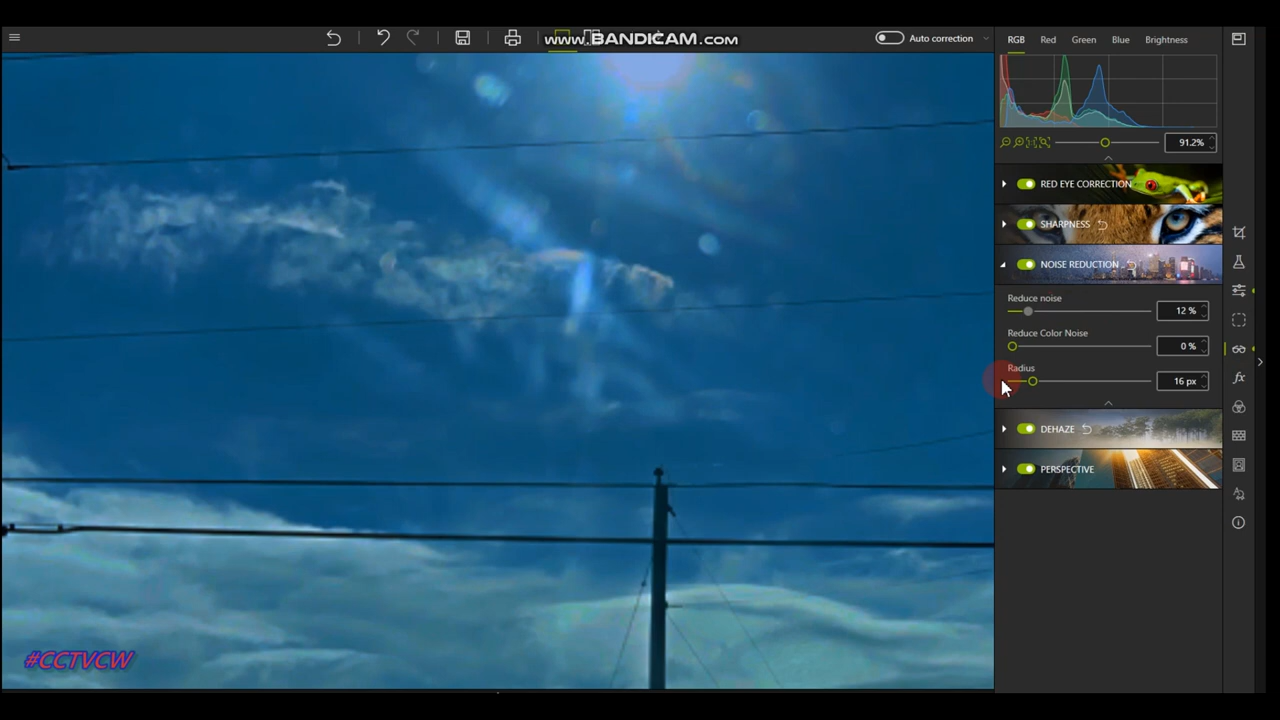 www.BANDICAM.com
Auto correction
RGB Red Green Blue Brightness
91.2%
RED EYE CORRECTION
SHARPNESS
NOISE REDUCTION
Reduce noise
12 %
Reduce Color Noise
0 %
Radius
16 px
DEHAZE
PERSPECTIVE
fx
#CCTVCW